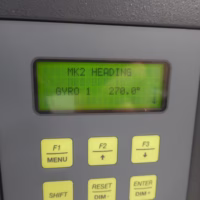 MK2 HEADING
GYRO 1 270.0°
F1
MENU
F2
↑
F3
↓
SHIFT
RESET
DIM -
ENTER
DIM +